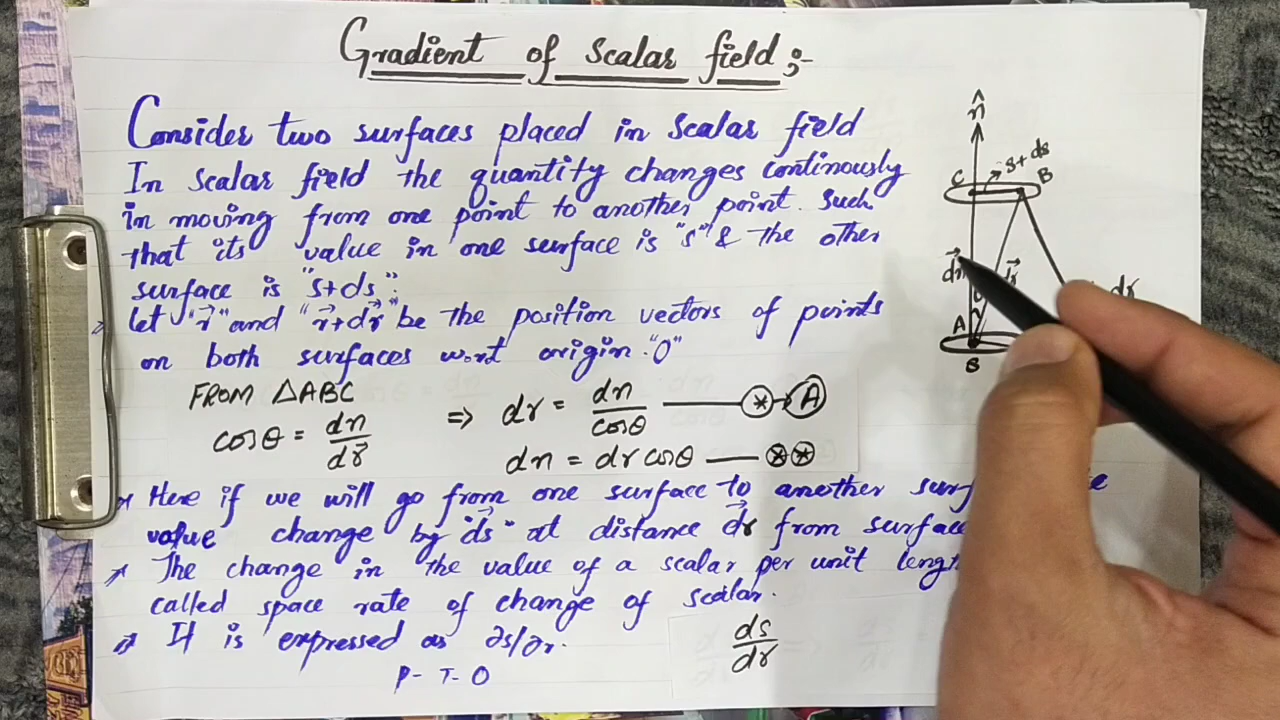 Gradient of scalar field :-
Consider two surfaces placed in scalar field
In scalar field the quantity changes continously
in moving from one point to another point. Such
that its value in one surface is "s" & the other
surface is "s+ds".
let "r⃗" and "r⃗+dr⃗" be the position vectors of points
on both surfaces w.r.t origin "O"
FROM △ABC
cosθ = dn/dr⃗ ⇒ dr = dn/cosθ —— ⊛→Ⓐ
dn = dr cosθ —— ⊛⊛
* Here if we will go from one surface to another
value change by "ds⃗" at distance dr⃗ from surface
* The change in the value of a scalar per unit
called space rate of change of scalar.
* It is expressed as ∂s/∂r.
ds/dr
P- T- O
n̂
C s+ds B
dn⃗ dr⃗ dr
A
B